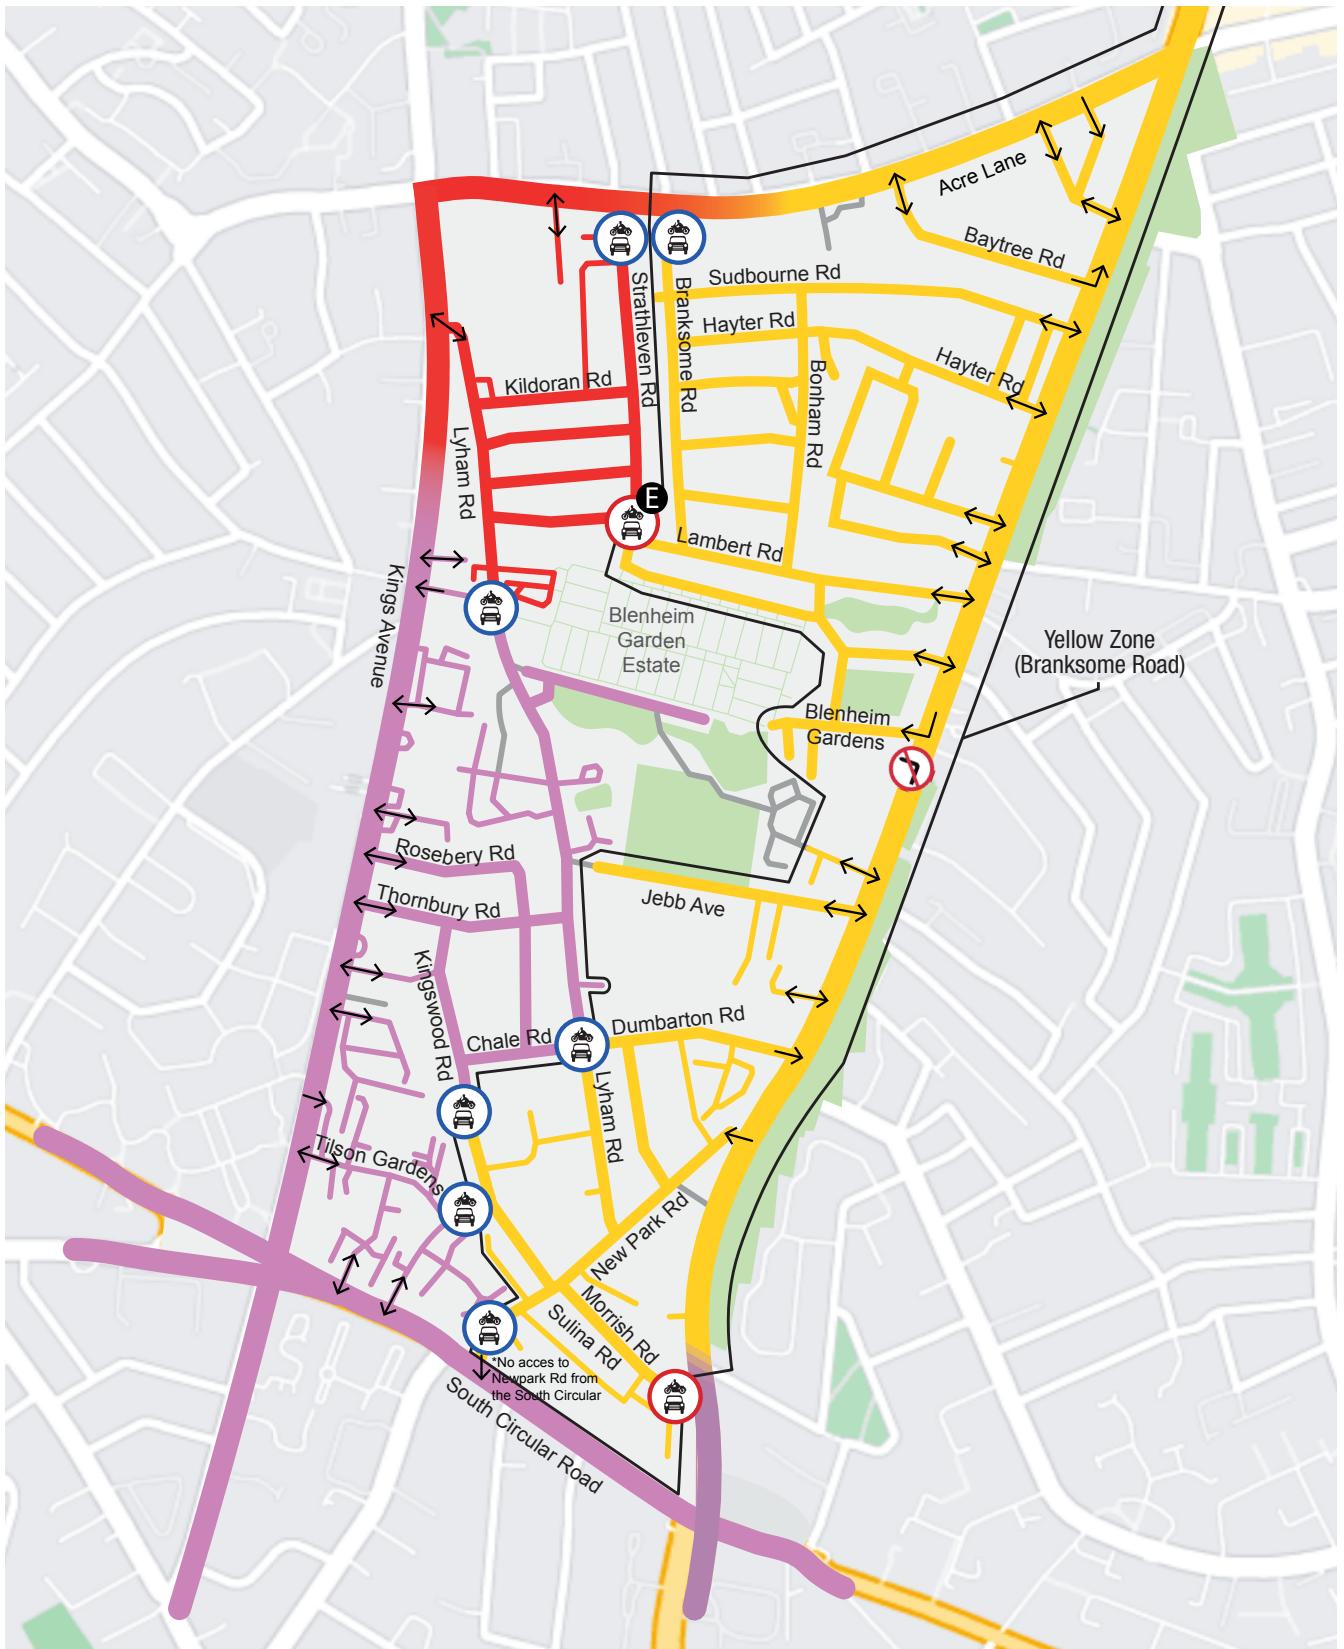 Acre Lane
Baytree Rd
Sudbourne Rd
Strathleven Rd
Branksome Rd
Hayter Rd
Hayter Rd
Kildoran Rd
Bonham Rd
Lyham Rd
E
Lambert Rd
Kings Avenue
Blenheim
Garden
Estate
Yellow Zone
(Branksome Road)
Blenheim
Gardens
Rosebery Rd
Thornbury Rd
Jebb Ave
Kingswood Rd
Chale Rd
Dumbarton Rd
Lyham Rd
Tilson Gardens
New Park Rd
Morrish Rd
Sulina Rd
*No acces to
Newpark Rd from
the South Circular
South Circular Road